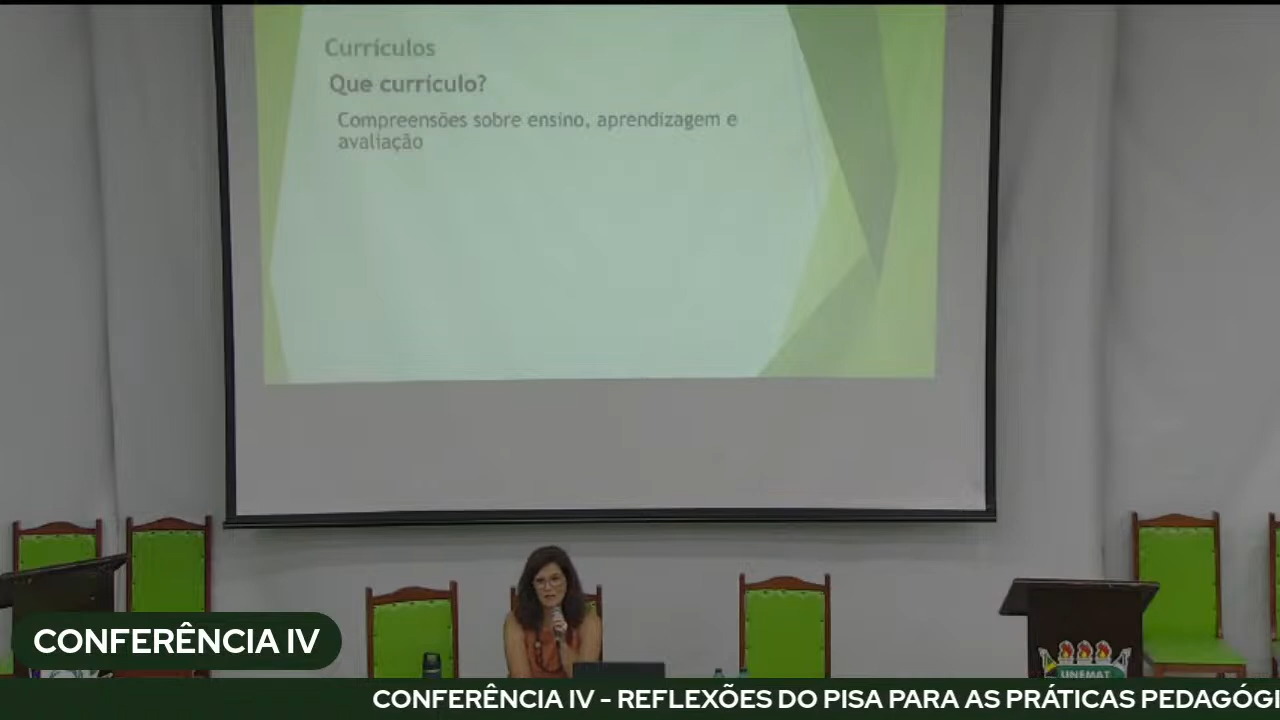 Currículos
Que currículo?
Compreensões sobre ensino, aprendizagem e
avaliação
CONFERÊNCIA IV
UNEMAT
CONFERÊNCIA IV - REFLEXÕES DO PISA PARA AS PRÁTICAS PEDAGÓGI